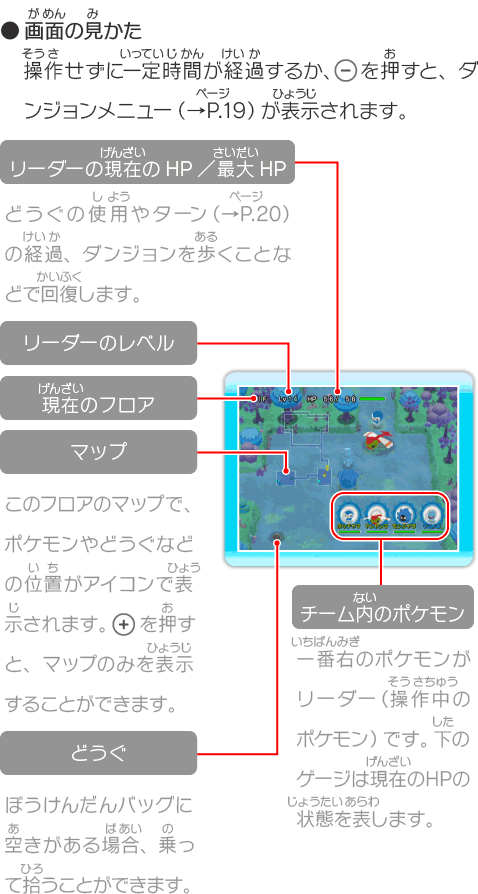 ● 画面の見かた
操作せずに一定時間が経過するか、⊖を押すと、ダ
ンジョンメニュー（→P.19）が表示されます。
リーダーの現在のHP／最大HP
どうぐの使用やターン（→P.20）
の経過、ダンジョンを歩くことな
どで回復します。
リーダーのレベル
現在のフロア
マップ
このフロアのマップで、
ポケモンやどうぐなど
の位置がアイコンで表
示されます。⊕を押す
と、マップのみを表示
することができます。
どうぐ
ぼうけんだんバッグに
空きがある場合、乗っ
て拾うことができます。
チーム内のポケモン
一番右のポケモンが
リーダー（操作中の
ポケモン）です。下の
ゲージは現在のHPの
状態を表します。